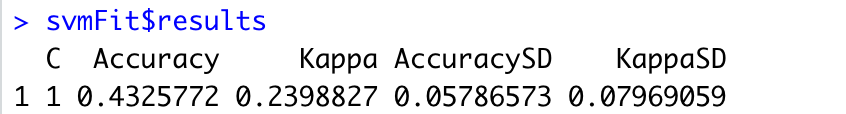 > svmFit$results
C Accuracy Kappa AccuracySD KappaSD
1 1 0.4325772 0.2398827 0.05786573 0.07969059